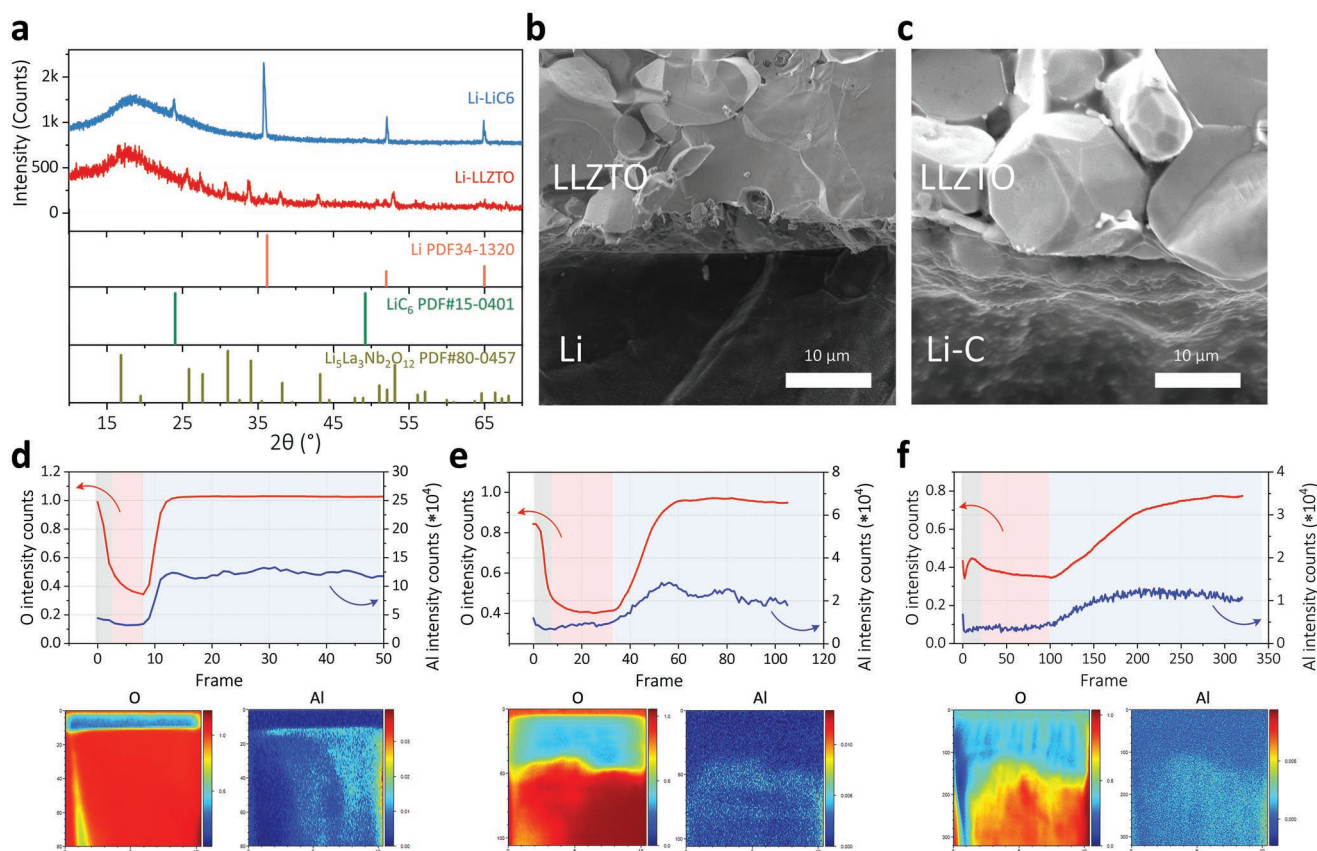 a
Intensity (Counts)
2k
1k
500
0
Li-LiC6
Li-LLZTO
Li PDF34-1320
LiC₆ PDF#15-0401
Li₅La₃Nb₂O₁₂ PDF#80-0457
15 25 35 45 55 65
2θ (°)
b
LLZTO
Li
10 µm
c
LLZTO
Li-C
10 µm
d
O intensity counts
1.2
1.0
0.8
0.6
0.4
0.2
0.0
30
25
20
15
10
5
0
Al intensity counts (*10⁴)
0 10 20 30 40 50
Frame
O
Al
e
O intensity counts
1.0
0.8
0.6
0.4
8
7
6
5
4
3
2
1
0
Al intensity counts (*10⁴)
0 20 40 60 80 100 120
Frame
O
Al
f
O intensity counts
0.8
0.6
0.4
0.2
0.0
4
3
2
1
0
Al intensity counts (*10⁴)
0 50 100 150 200 250 300 350
Frame
O
Al